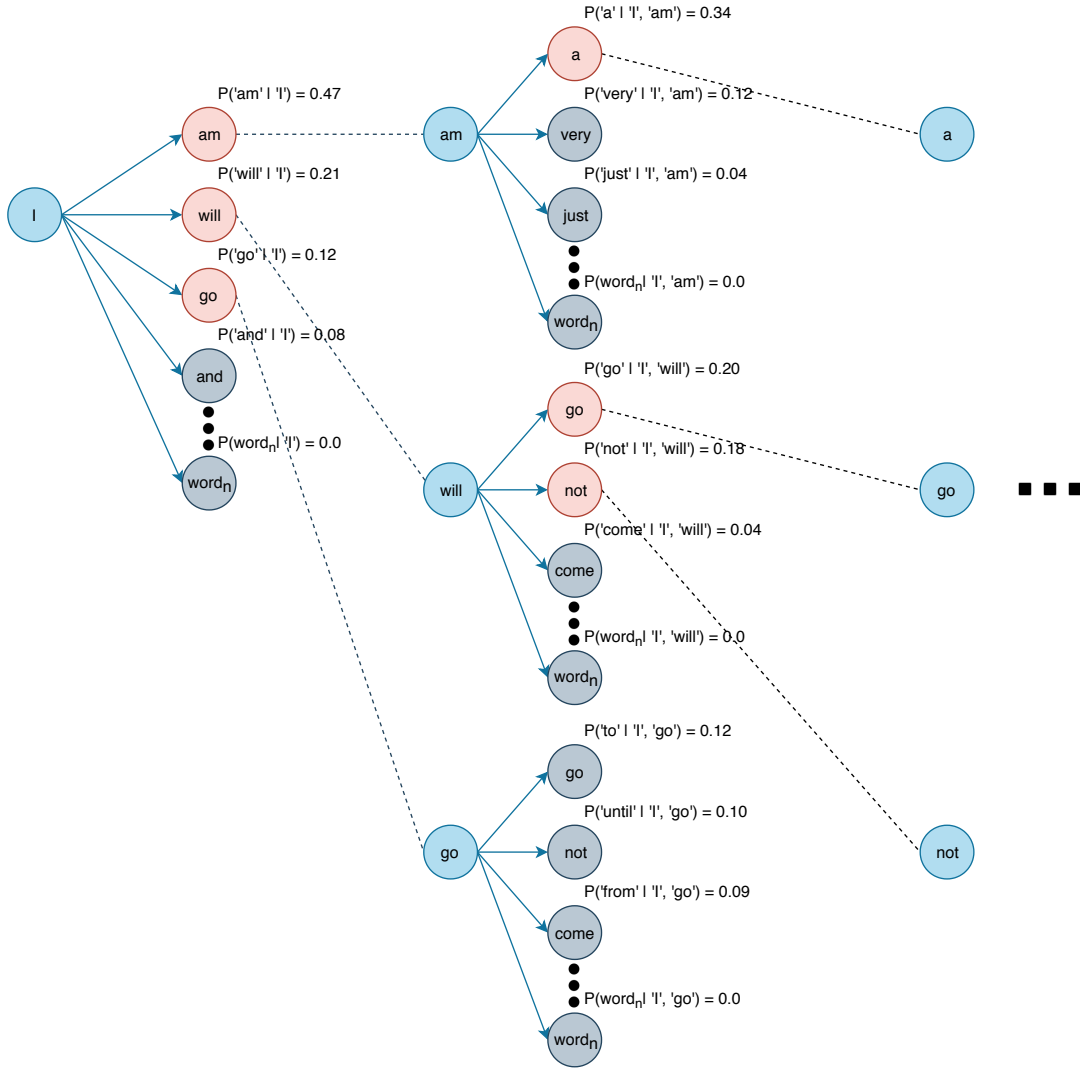 I
P('am' | 'I') = 0.47
am
P('will' | 'I') = 0.21
will
P('go' | 'I') = 0.12
go
P('and' | 'I') = 0.08
and
P(wordn| 'I') = 0.0
wordn
am
P('a' | 'I', 'am') = 0.34
a
P('very' | 'I', 'am') = 0.12
very
P('just' | 'I', 'am') = 0.04
just
P(wordn| 'I', 'am') = 0.0
wordn
will
P('go' | 'I', 'will') = 0.20
go
P('not' | 'I', 'will') = 0.18
not
P('come' | 'I', 'will') = 0.04
come
P(wordn| 'I', 'will') = 0.0
wordn
go
P('to' | 'I', 'go') = 0.12
go
P('until' | 'I', 'go') = 0.10
not
P('from' | 'I', 'go') = 0.09
come
P(wordn| 'I', 'go') = 0.0
wordn
a
go
not